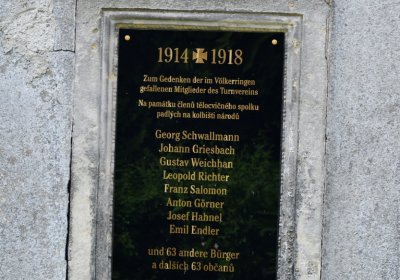 1914 ✠ 1918
Zum Gedenken der im Völkerringen
gefallenen Mitglieder des Turnvereins
Na památku členů tělocvičného spolku
padlých na kolbišti národů
Georg Schwallmann
Johann Griesbach
Gustav Weichhan
Leopold Richter
Franz Salomon
Anton Görner
Josef Hahnel
Emil Endler
und 63 andere Bürger
a dalších 63 občanů